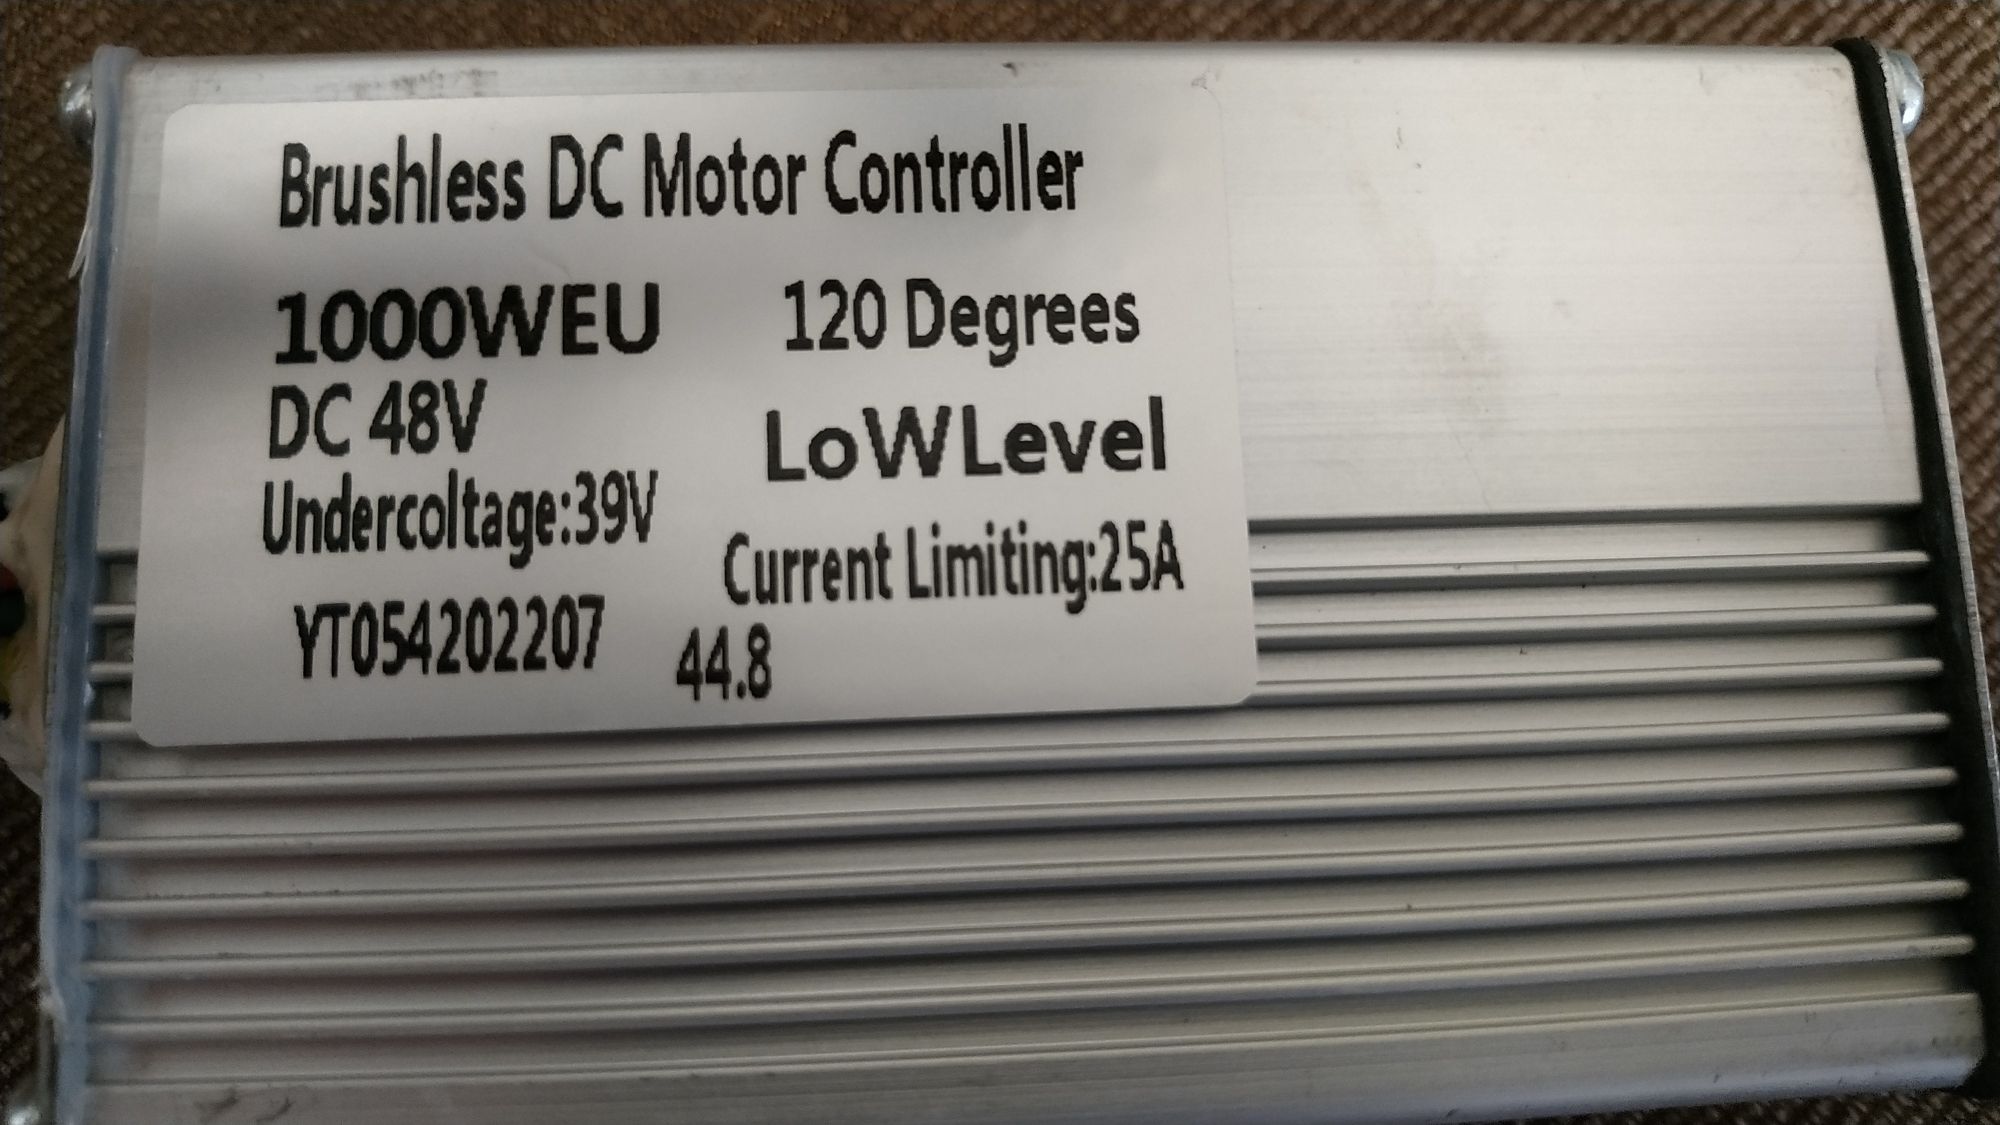 Brushless DC Motor Controller
1000WEU
120 Degrees
DC 48V
LoWLevel
Undercoltage:39V
Current Limiting:25A
YT054202207
44.8